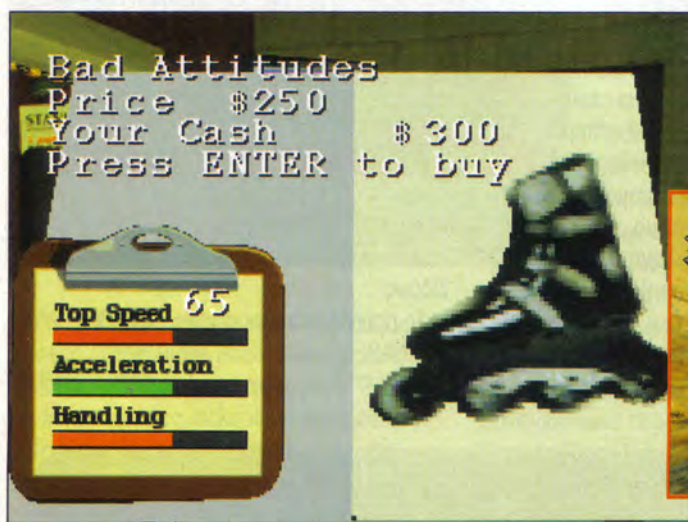 Bad Attitudes
Price $250
Your Cash $300
Press ENTER to buy
Top Speed 65
Acceleration
Handling